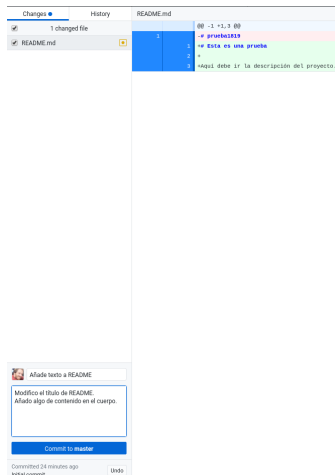 Changes
History
README.md
1 changed file
README.md
@@ -1 +1,3 @@
1 -# prueba1819
1 +# Esta es una prueba
2 +
3 +Aquí debe ir la descripción del proyecto.
Añade texto a README
Modifico el título de README.
Añado algo de contenido en el cuerpo.
Commit to master
Committed 24 minutes ago
Initial commit
Undo